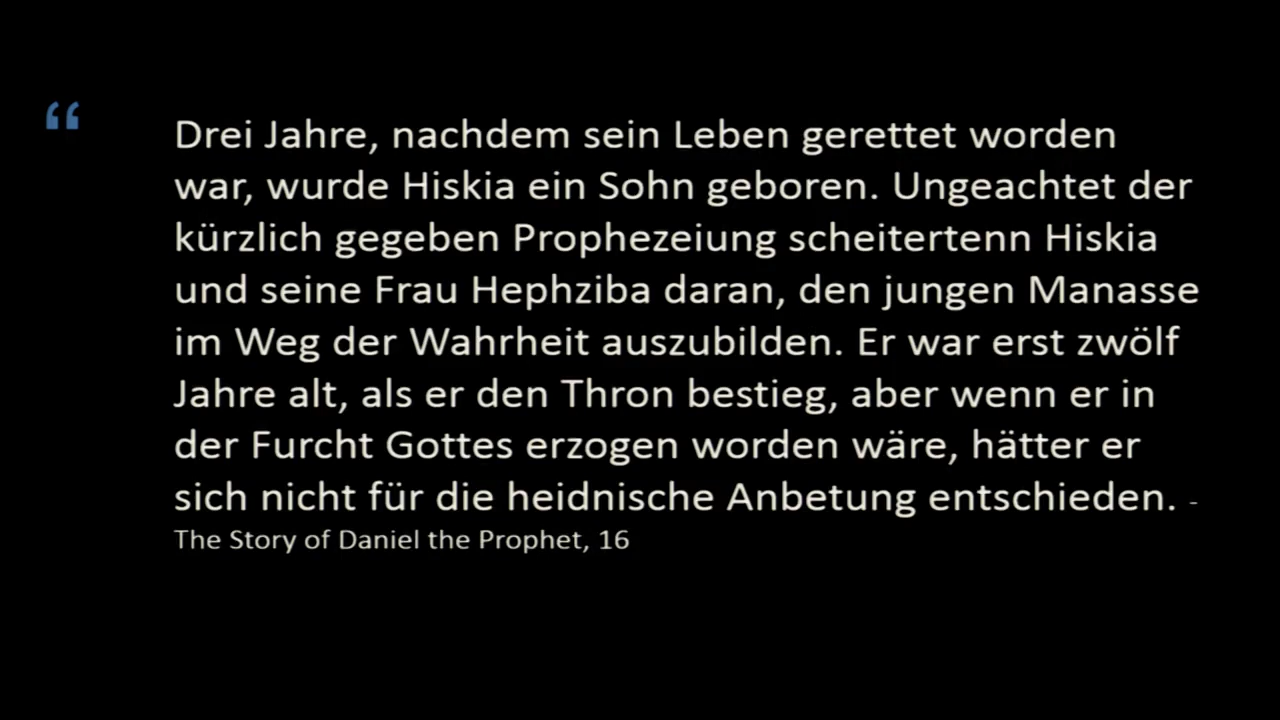 “
Drei Jahre, nachdem sein Leben gerettet worden
war, wurde Hiskia ein Sohn geboren. Ungeachtet der
kürzlich gegeben Prophezeiung scheitertenn Hiskia
und seine Frau Hephziba daran, den jungen Manasse
im Weg der Wahrheit auszubilden. Er war erst zwölf
Jahre alt, als er den Thron bestieg, aber wenn er in
der Furcht Gottes erzogen worden wäre, hätter er
sich nicht für die heidnische Anbetung entschieden. -
The Story of Daniel the Prophet, 16